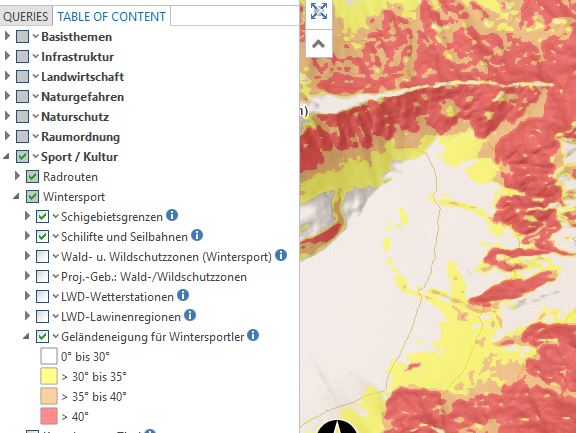 QUERIES TABLE OF CONTENT
Basisthemen
Infrastruktur
Landwirtschaft
Naturgefahren
Naturschutz
Raumordnung
Sport / Kultur
Radrouten
Wintersport
Schigebietsgrenzen
Schilifte und Seilbahnen
Wald- u. Wildschutzzonen (Wintersport)
Proj.-Geb.: Wald-/Wildschutzzonen
LWD-Wetterstationen
LWD-Lawinenregionen
Geländeneigung für Wintersportler
0° bis 30°
> 30° bis 35°
> 35° bis 40°
> 40°